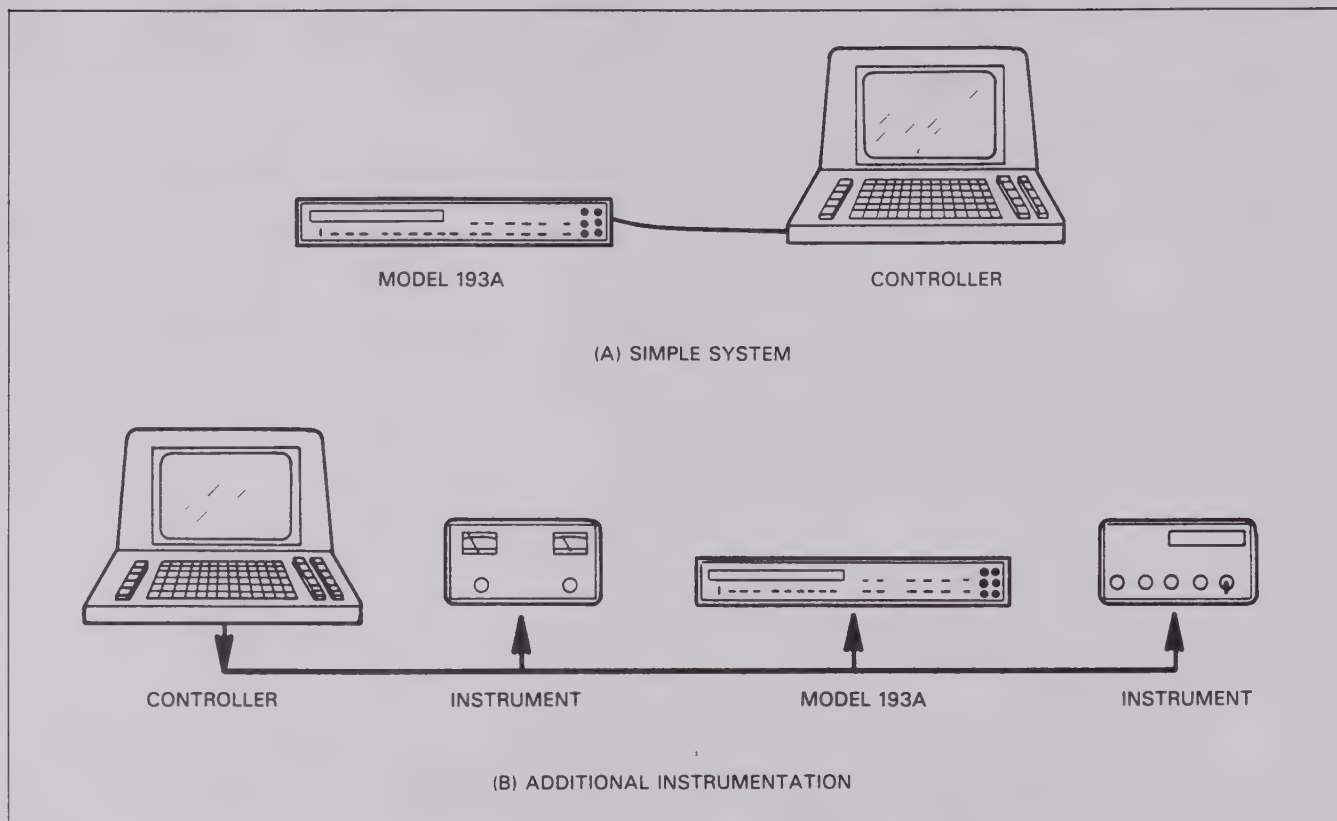 MODEL 193A CONTROLLER
(A) SIMPLE SYSTEM
CONTROLLER INSTRUMENT MODEL 193A INSTRUMENT
(B) ADDITIONAL INSTRUMENTATION